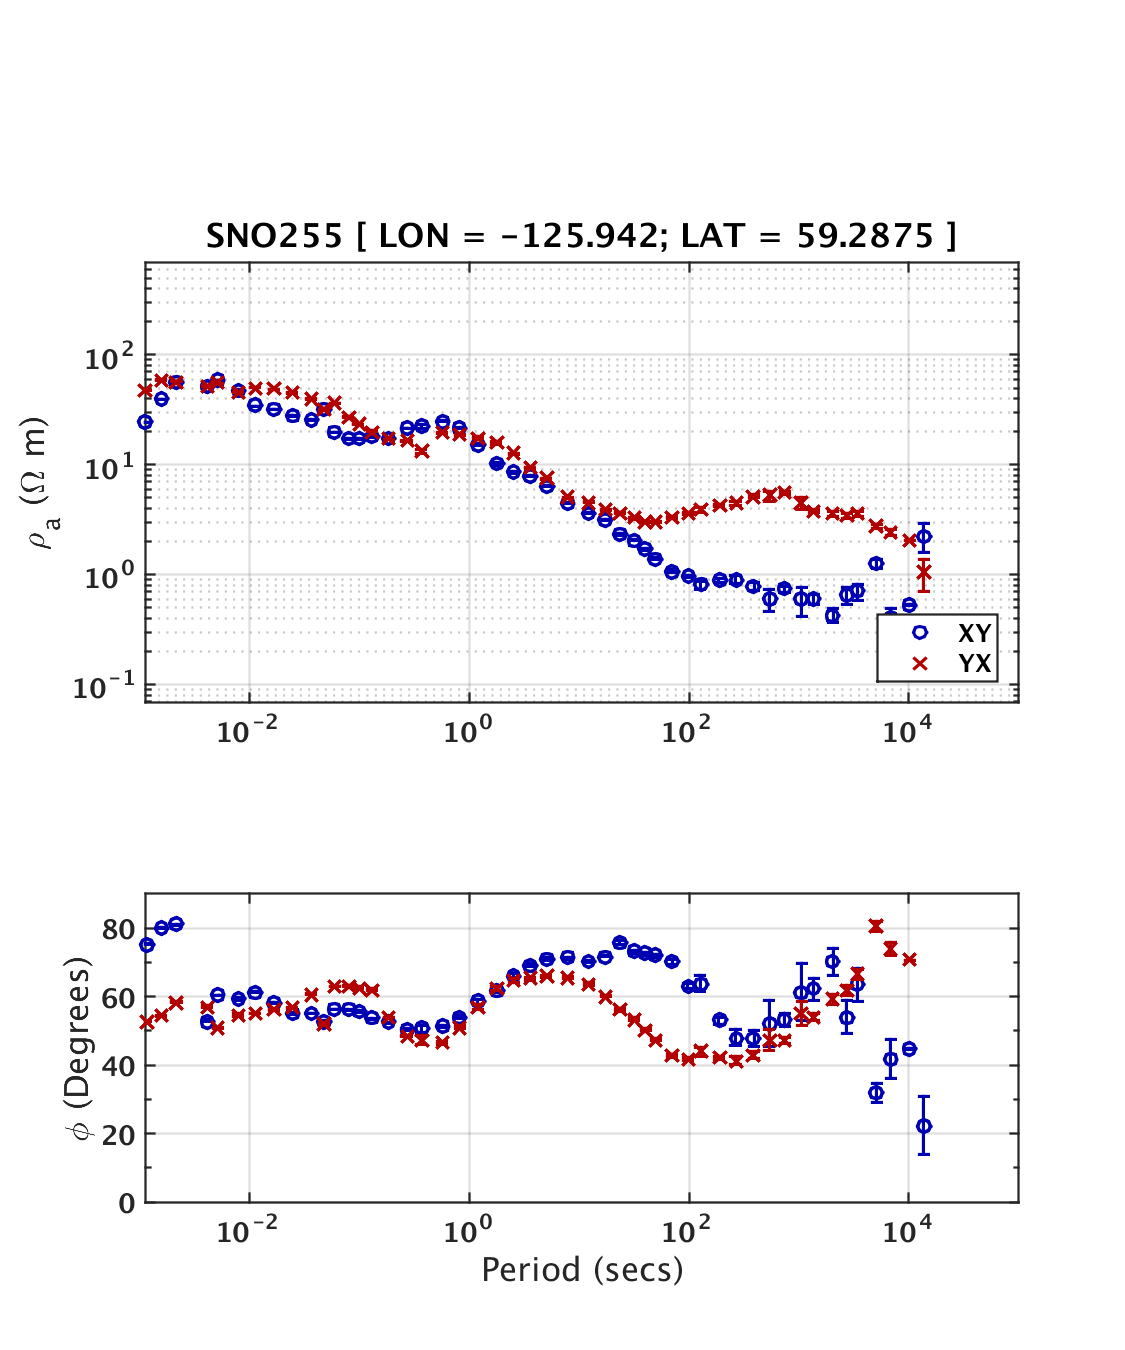 SNO255 [ LON = -125.942; LAT = 59.2875 ]
ρa (Ω m)
10^2
10^1
10^0
10^-1
XY
YX
10^-2 10^0 10^2 10^4
ϕ (Degrees)
80
60
40
20
0
10^-2 10^0 10^2 10^4
Period (secs)